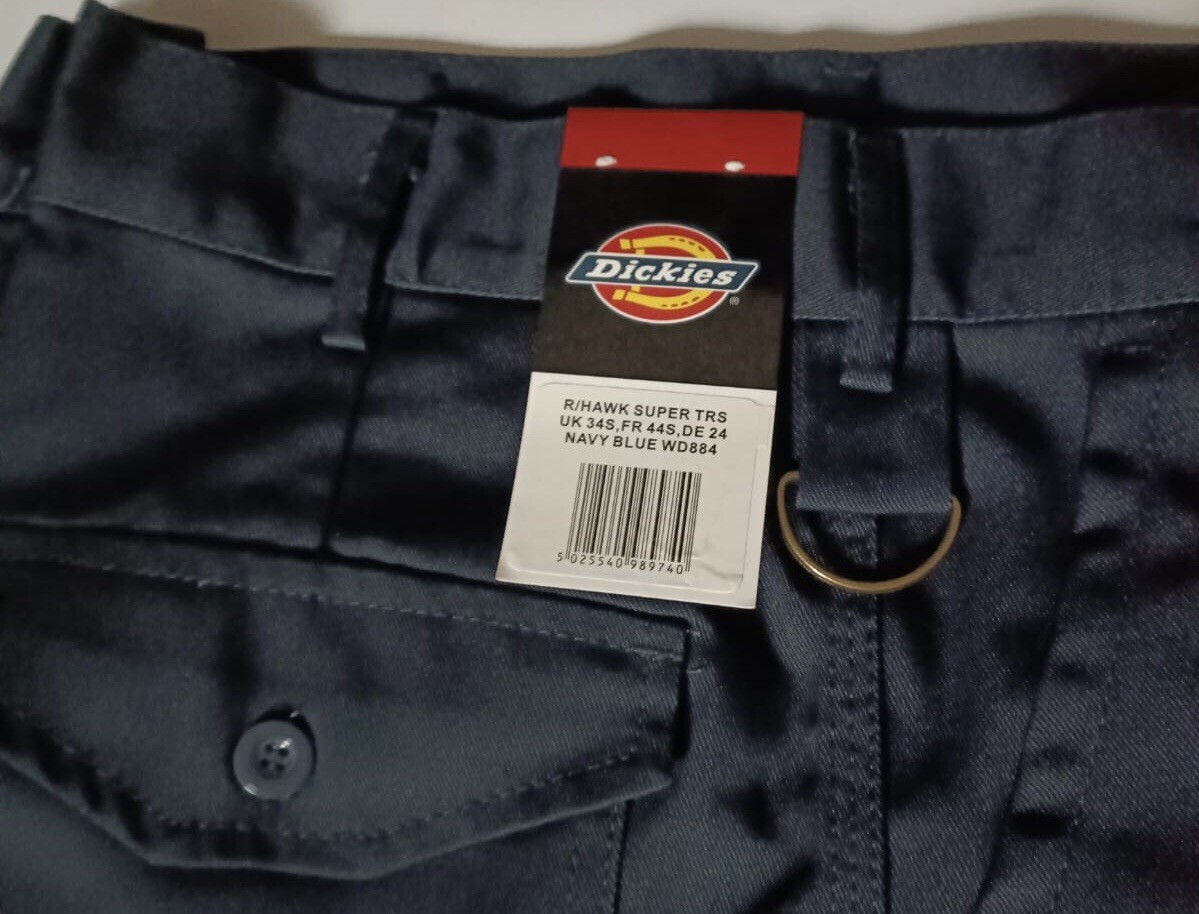 Dickies
®
R/HAWK SUPER TRS
UK 34S,FR 44S,DE 24
NAVY BLUE WD884
5 025540 989740